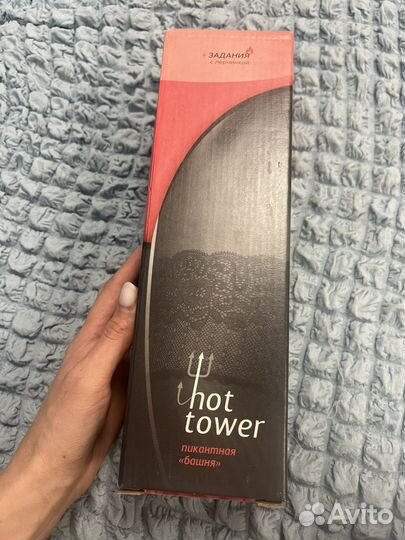 + ЗАДАНИЯ
с перчинкой
hot
tower
пикантная
«башня»
Avito